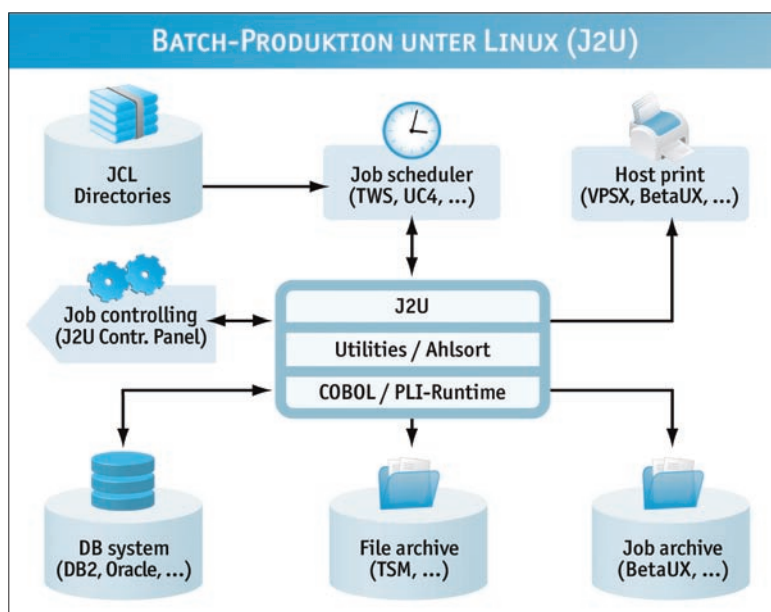 BATCH-PRODUKTION UNTER LINUX (J2U)
JCL
Directories
Job scheduler
(TWS, UC4, ...)
Host print
(VPSX, BetaUX, ...)
Job controlling
(J2U Contr. Panel)
J2U
Utilities / Ahlsort
COBOL / PLI-Runtime
DB system
(DB2, Oracle, ...)
File archive
(TSM, ...)
Job archive
(BetaUX, ...)